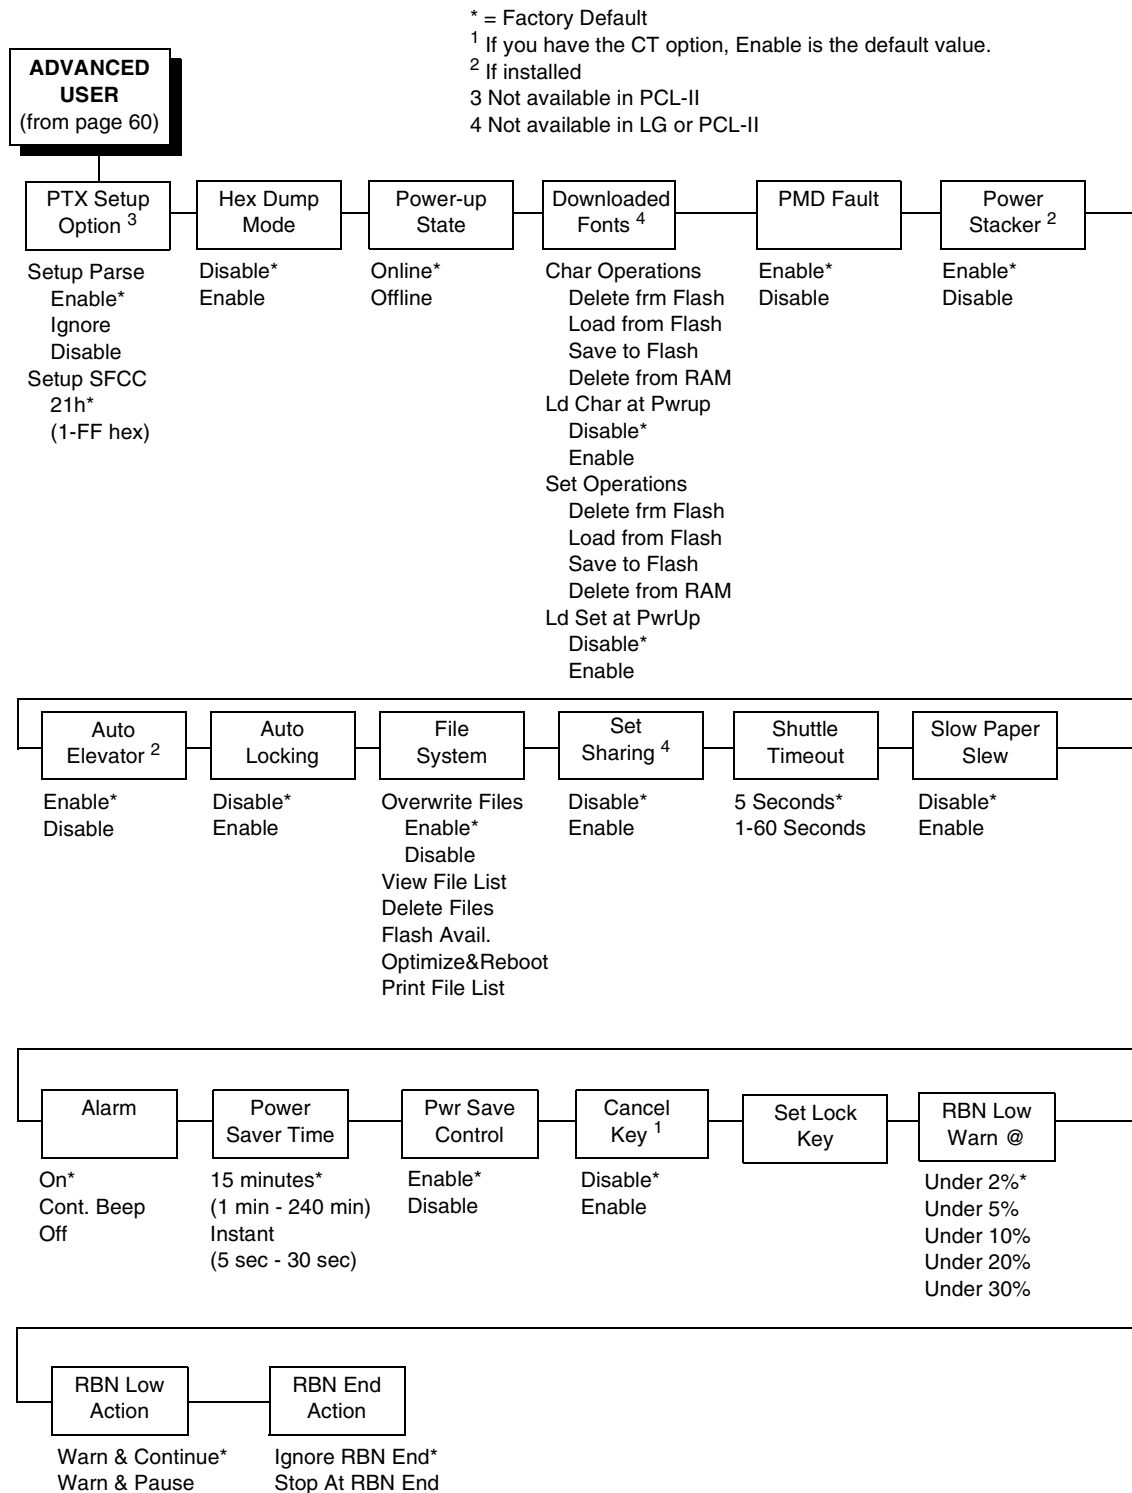 * = Factory Default
1 If you have the CT option, Enable is the default value.
2 If installed
3 Not available in PCL-II
4 Not available in LG or PCL-II
ADVANCED
USER
(from page 60)
PTX Setup
Option 3
Setup Parse
Enable*
Ignore
Disable
Setup SFCC
21h*
(1-FF hex)
Hex Dump
Mode
Disable*
Enable
Power-up
State
Online*
Offline
Downloaded
Fonts 4
Char Operations
Delete frm Flash
Load from Flash
Save to Flash
Delete from RAM
Ld Char at Pwrup
Disable*
Enable
Set Operations
Delete frm Flash
Load from Flash
Save to Flash
Delete from RAM
Ld Set at PwrUp
Disable*
Enable
PMD Fault
Enable*
Disable
Power
Stacker 2
Enable*
Disable
Auto
Elevator 2
Enable*
Disable
Auto
Locking
Disable*
Enable
File
System
Overwrite Files
Enable*
Disable
View File List
Delete Files
Flash Avail.
Optimize&Reboot
Print File List
Set
Sharing 4
Disable*
Enable
Shuttle
Timeout
5 Seconds*
1-60 Seconds
Slow Paper
Slew
Disable*
Enable
Alarm
On*
Cont. Beep
Off
Power
Saver Time
15 minutes*
(1 min - 240 min)
Instant
(5 sec - 30 sec)
Pwr Save
Control
Enable*
Disable
Cancel
Key 1
Disable*
Enable
Set Lock
Key
RBN Low
Warn @
Under 2%*
Under 5%
Under 10%
Under 20%
Under 30%
RBN Low
Action
Warn & Continue*
Warn & Pause
RBN End
Action
Ignore RBN End*
Stop At RBN End